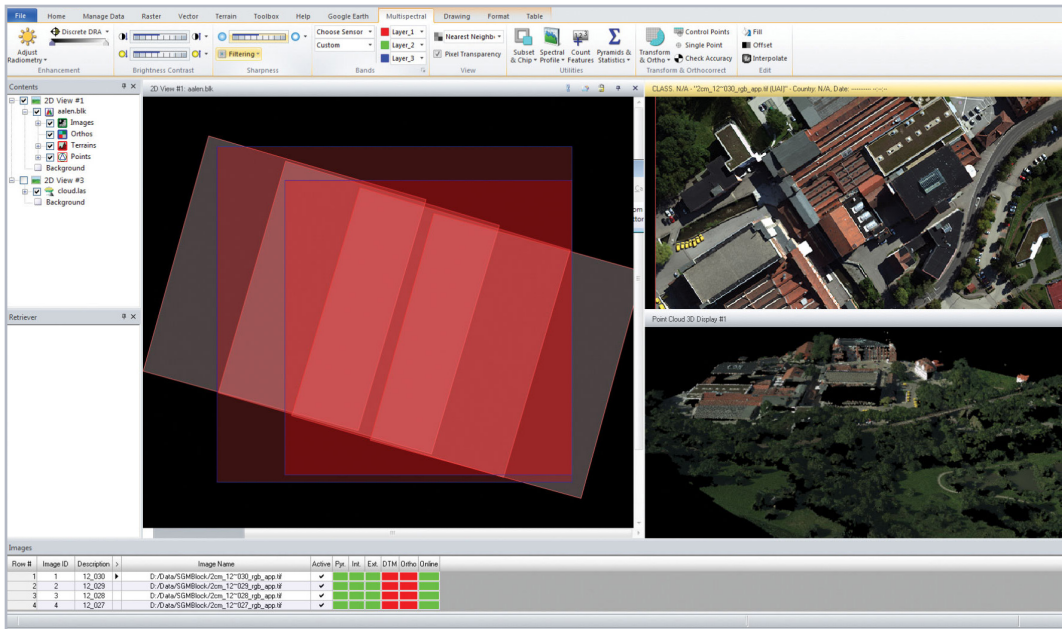 File Home Manage Data Raster Vector Terrain Toolbox Help Google Earth Multispectral Drawing Format Table
Adjust Radiometry
Discrete DRA
Enhancement
Brightness Contrast
Filtering
Sharpness
Choose Sensor
Custom
Layer_1
Layer_2
Layer_3
Bands
Nearest Neighb
Pixel Transparency
View
Subset & Chip
Spectral Profile
Count Features
Pyramids & Statistics
Utilities
Transform & Ortho
Control Points
Single Point
Check Accuracy
Transform & Orthocorrect
Fill
Offset
Interpolate
Edit
Contents
2D View #1
aalen.blk
Images
Orthos
Terrains
Points
Background
2D View #3
cloud.las
Background
Retriever
2D View #1: aalen.blk
CLASS. N/A - "2cm_12~030_rgb_app.tif [UAI]" - Country: N/A, Date: -------- --:--:--
Point Cloud 3D Display #1
Images
Row # Image ID Description > Image Name Active Pyr. Int. Ext. DTM Ortho Online
1 1 12_030 D:/Data/SGMBlock/2cm_12~030_rgb_app.tif
2 2 12_029 D:/Data/SGMBlock/2cm_12~029_rgb_app.tif
3 3 12_028 D:/Data/SGMBlock/2cm_12~028_rgb_app.tif
4 4 12_027 D:/Data/SGMBlock/2cm_12~027_rgb_app.tif